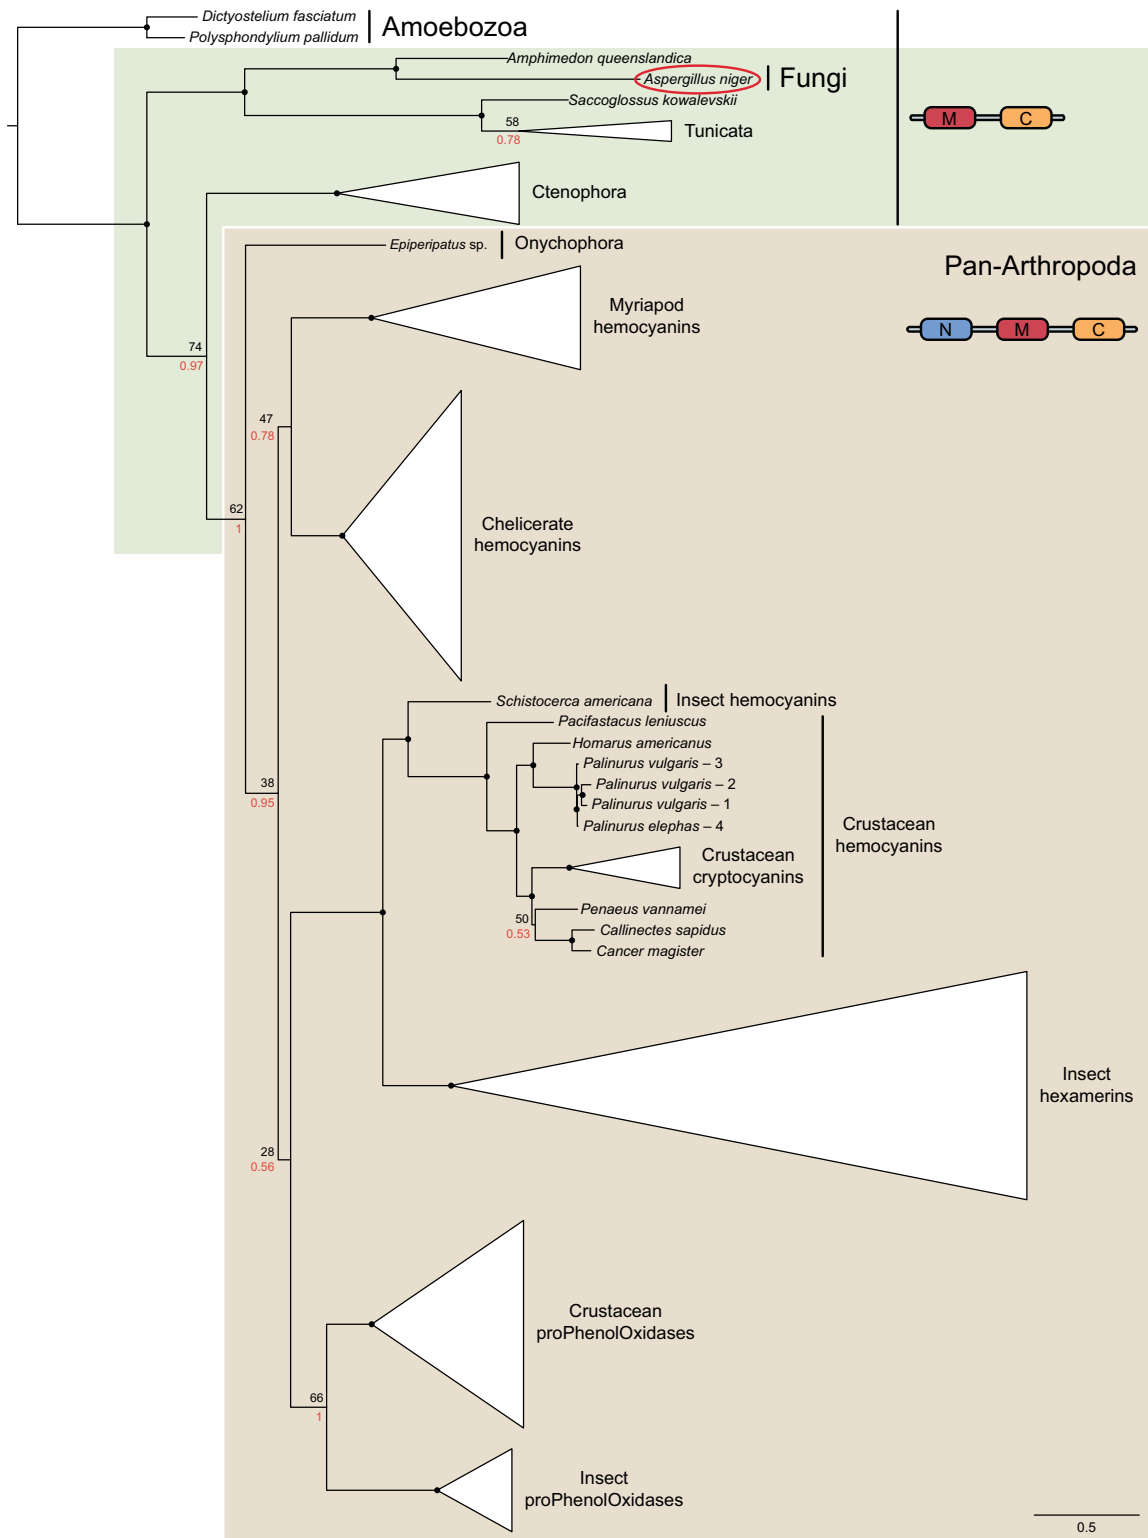 Dictyostelium fasciatum
Polysphondylium pallidum
Amoebozoa
Amphimedon queenslandica
Aspergillus niger
Fungi
Saccoglossus kowalevskii
58
0.78
Tunicata
M C
Ctenophora
Epiperipatus sp.
Onychophora
Pan-Arthropoda
Myriapod
hemocyanins
N M C
74
0.97
47
0.78
62
1
Chelicerate
hemocyanins
Schistocerca americana
Insect hemocyanins
Pacifastacus leniuscus
Homarus americanus
Palinurus vulgaris – 3
Palinurus vulgaris – 2
Palinurus vulgaris – 1
Palinurus elephas – 4
38
0.95
Crustacean
hemocyanins
Crustacean
cryptocyanins
Penaeus vannamei
50
0.53
Callinectes sapidus
Cancer magister
Insect
hexamerins
28
0.56
Crustacean
proPhenolOxidases
66
1
Insect
proPhenolOxidases
0.5